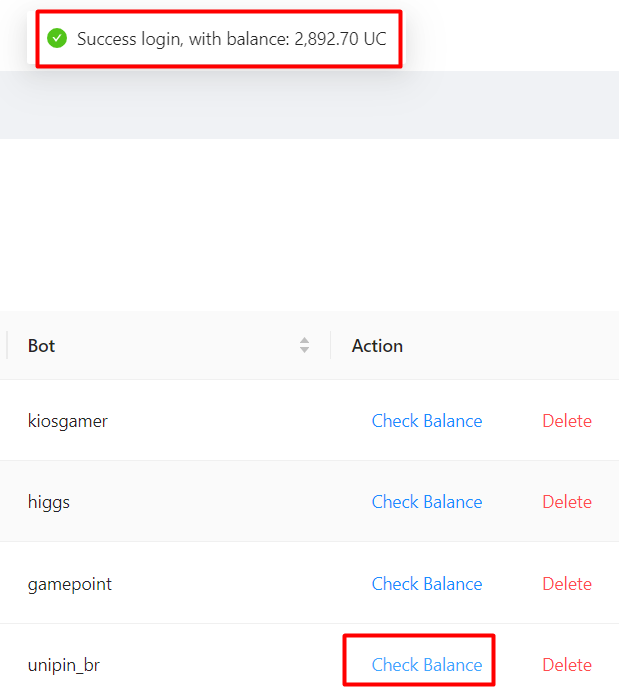 Success login, with balance: 2,892.70 UC
Bot Action
kiosgamer Check Balance Delete
higgs Check Balance Delete
gamepoint Check Balance Delete
unipin_br Check Balance Delete